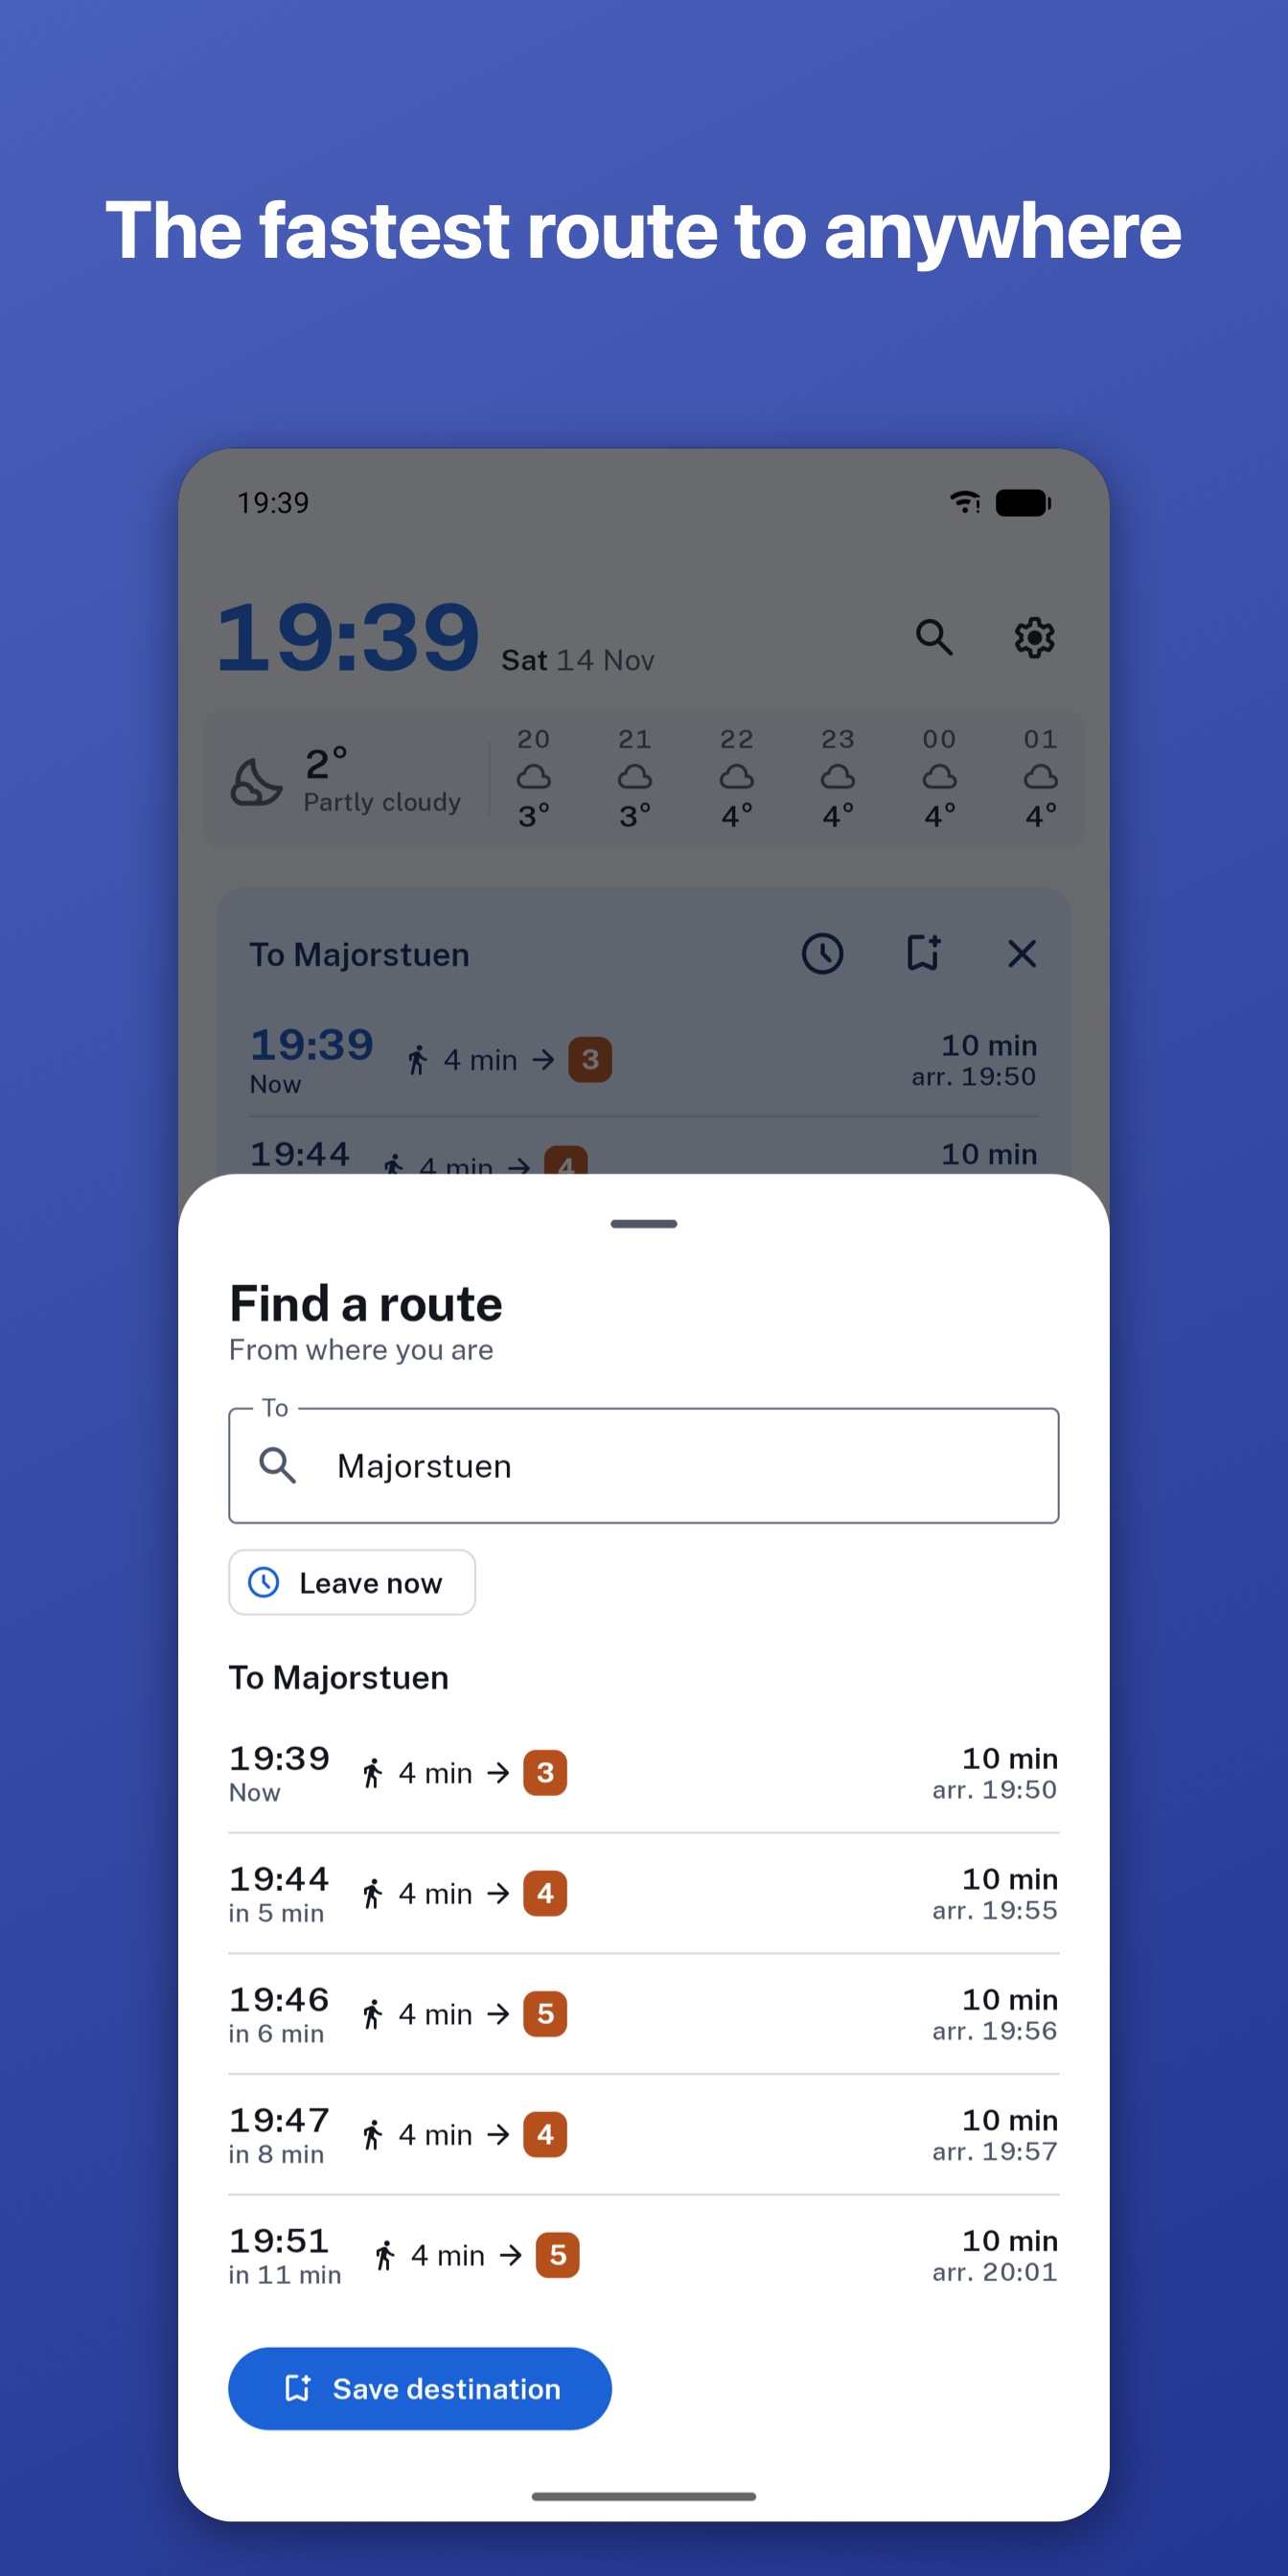 The fastest route to anywhere
19:39
19:39 Sat 14 Nov
20 21 22 23 00 01
2°
Partly cloudy
3° 3° 4° 4° 4° 4°
To Majorstuen
19:39 4 min → 3 10 min
Now arr. 19:50
19:44 4 min → 4 10 min
Find a route
From where you are
To
Majorstuen
Leave now
To Majorstuen
19:39 4 min → 3 10 min
Now arr. 19:50
19:44 4 min → 4 10 min
in 5 min arr. 19:55
19:46 4 min → 5 10 min
in 6 min arr. 19:56
19:47 4 min → 4 10 min
in 8 min arr. 19:57
19:51 4 min → 5 10 min
in 11 min arr. 20:01
Save destination